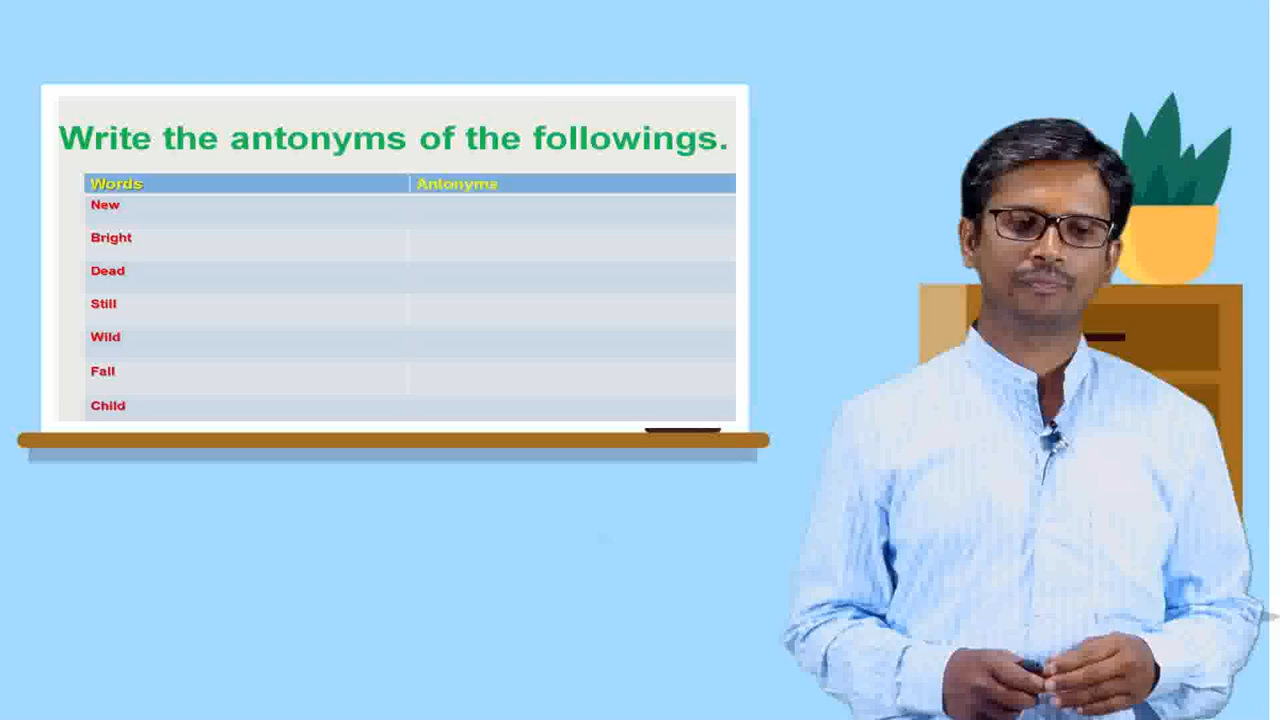 Write the antonyms of the followings.
Words Antonyms
New
Bright
Dead
Still
Wild
Fall
Child